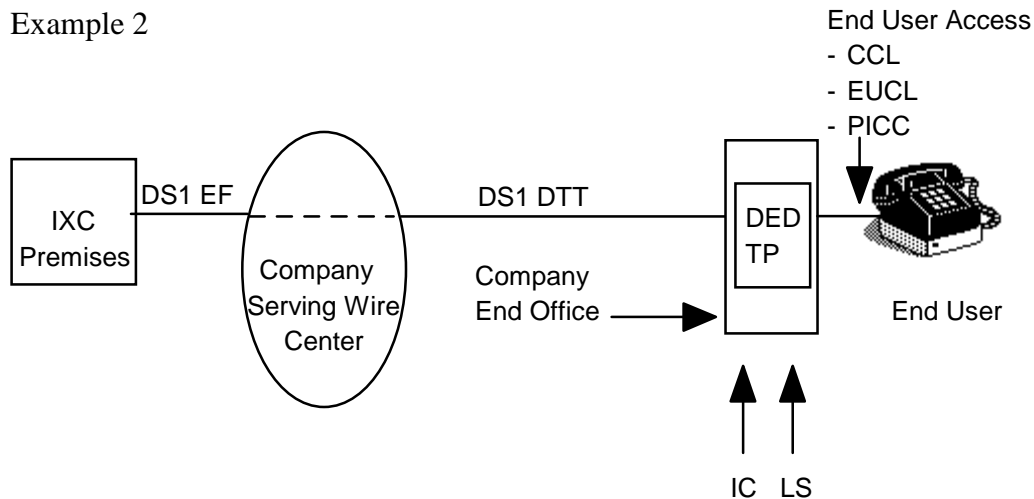 Example 2
End User Access
- CCL
- EUCL
- PICC
IXC
Premises
DS1 EF
Company
Serving Wire
Center
DS1 DTT
Company
End Office
DED
TP
End User
IC LS